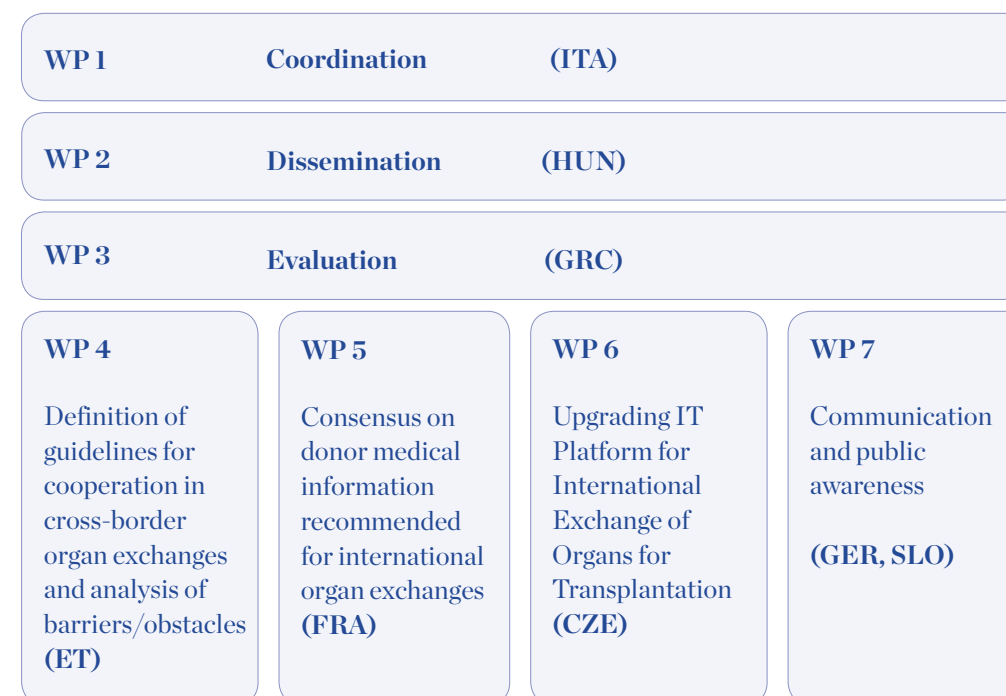 WP 1 Coordination (ITA)
WP 2 Dissemination (HUN)
WP 3 Evaluation (GRC)
WP 4
Definition of
guidelines for
cooperation in
cross-border
organ exchanges
and analysis of
barriers/obstacles
(ET)
WP 5
Consensus on
donor medical
information
recommended
for international
organ exchanges
(FRA)
WP 6
Upgrading IT
Platform for
International
Exchange of
Organs for
Transplantation
(CZE)
WP 7
Communication
and public
awareness
(GER, SLO)